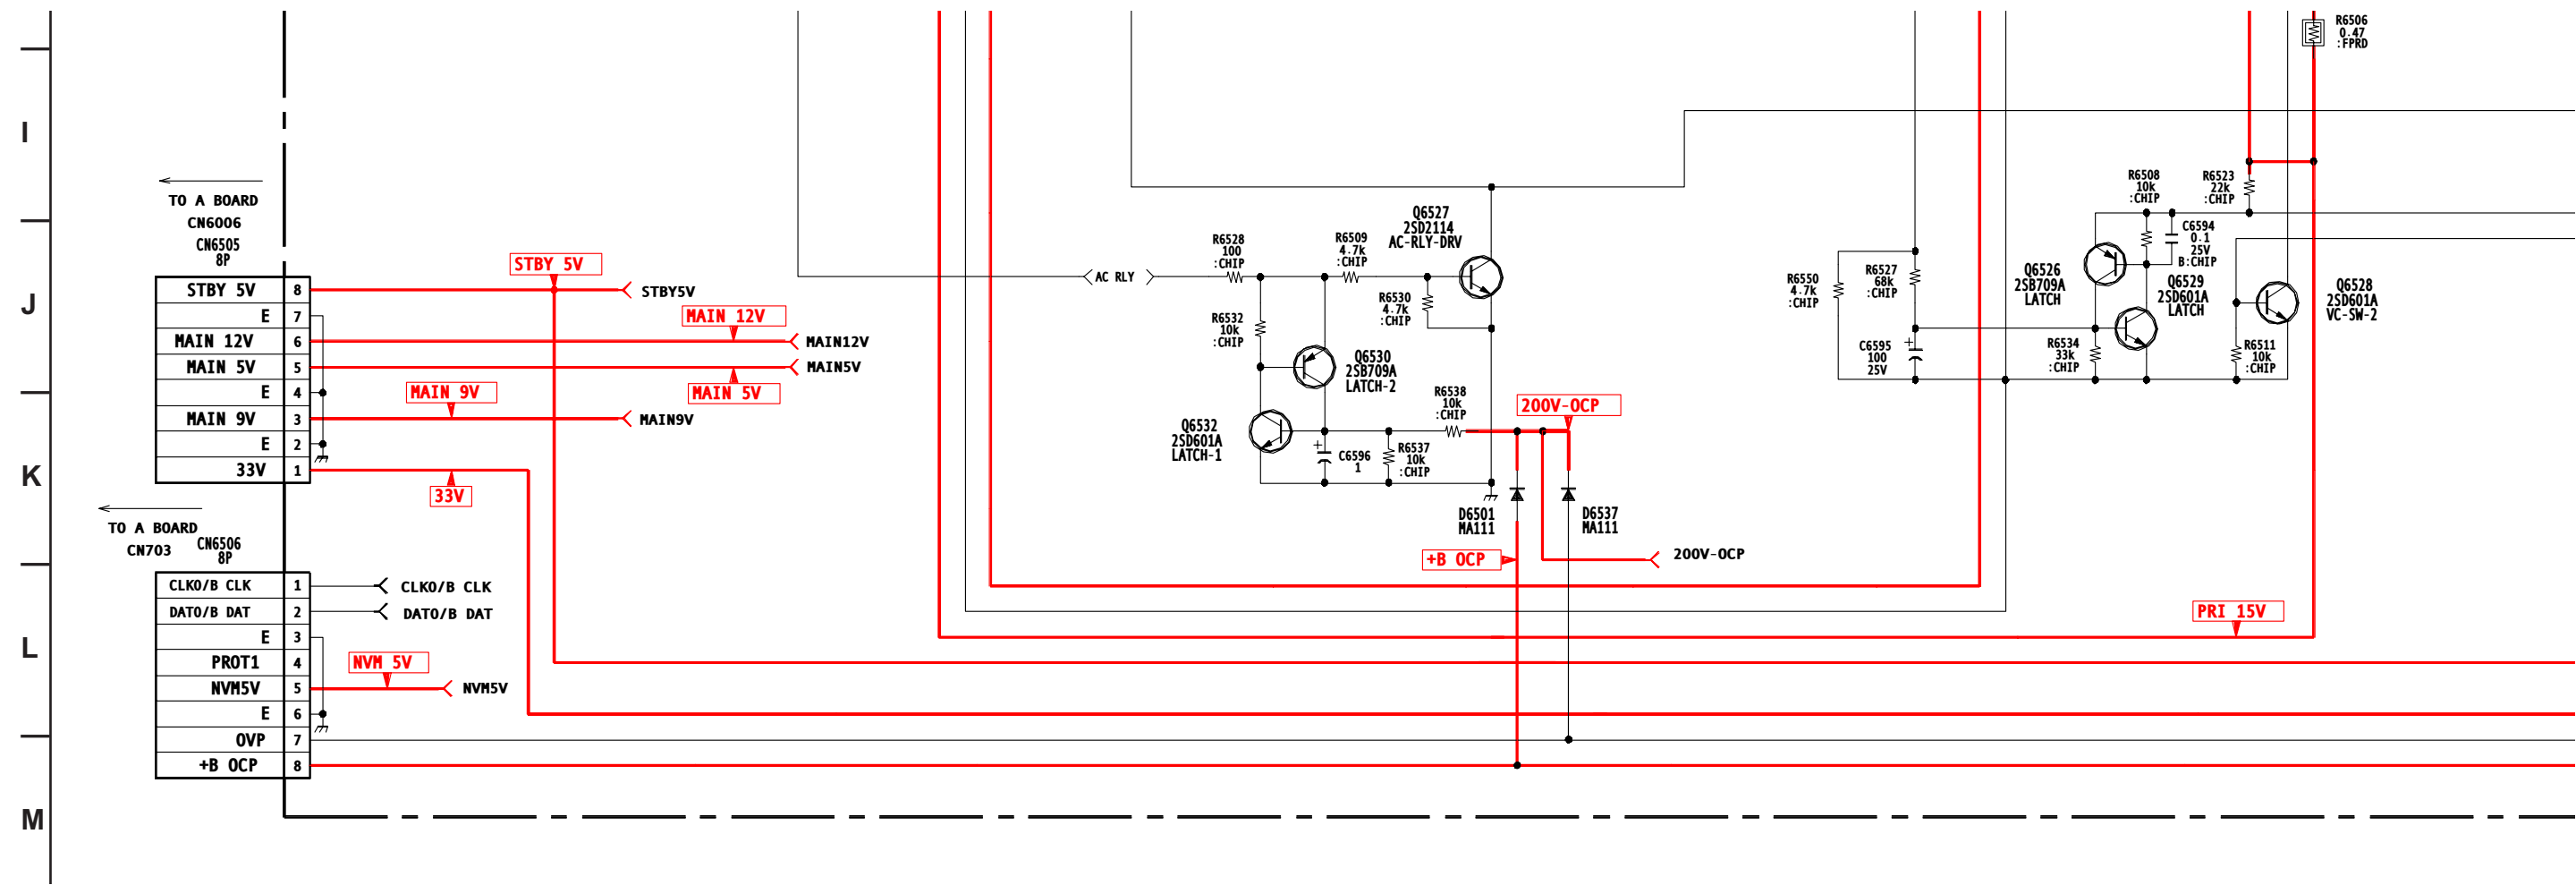 R6506
0.47
:FPRD
I
TO A BOARD
CN6006
CN6505
8P
R6508
10k
:CHIP
R6523
22k
:CHIP
Q6527
2SD2114
AC-RLY-DRV
R6528
100
:CHIP
R6509
4.7k
:CHIP
C6594
0.1
25V
B:CHIP
STBY 5V
AC RLY
R6550
4.7k
:CHIP
R6527
68k
:CHIP
Q6526
2SB709A
LATCH
Q6529
2SD601A
LATCH
Q6528
2SD601A
VC-SW-2
J
STBY 5V 8
STBY5V
E 7
MAIN 12V
R6532
10k
:CHIP
R6530
4.7k
:CHIP
MAIN 12V 6
MAIN12V
MAIN 5V 5
MAIN5V
Q6530
2SB709A
LATCH-2
C6595
100
25V
R6534
33k
:CHIP
R6511
10k
:CHIP
E 4
MAIN 9V
MAIN 5V
R6538
10k
:CHIP
200V-OCP
MAIN 9V 3
MAIN9V
E 2
Q6532
2SD601A
LATCH-1
C6596
1
R6537
10k
:CHIP
K
33V 1
33V
TO A BOARD
CN703
CN6506
8P
D6501
MA111
D6537
MA111
+B OCP
200V-OCP
CLKO/B CLK 1
CLKO/B CLK
DATO/B DAT 2
DATO/B DAT
PRI 15V
L
E 3
PROT1 4
NVM 5V
NVM5V 5
NVM5V
E 6
OVP 7
+B OCP 8
M